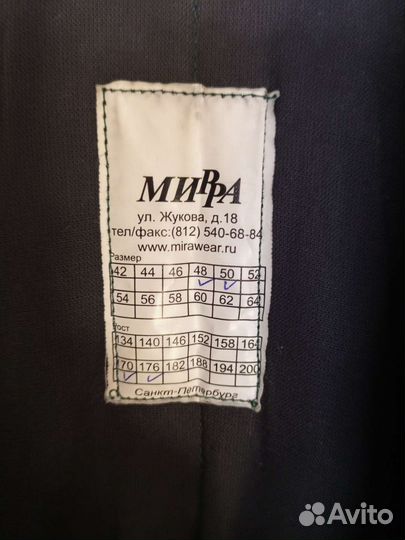 МИРРА
ул. Жукова, д.18
тел/факс:(812) 540-68-84
www.mirawear.ru
Размер
42 44 46 48 50 52
54 56 58 60 62 64
Рост
134 140 146 152 158 164
170 176 182 188 194 200
Санкт-Петербург
Avito